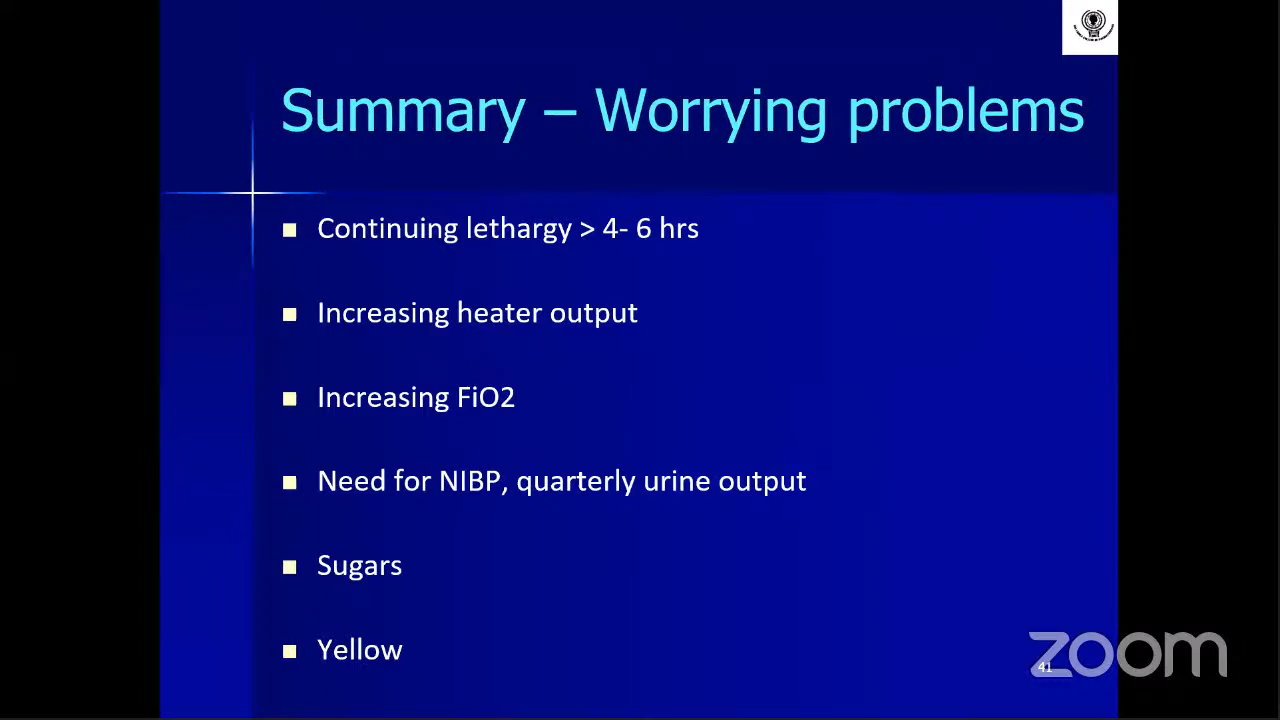 Summary – Worrying problems
Continuing lethargy > 4- 6 hrs
Increasing heater output
Increasing FiO2
Need for NIBP, quarterly urine output
Sugars
Yellow
41
zoom